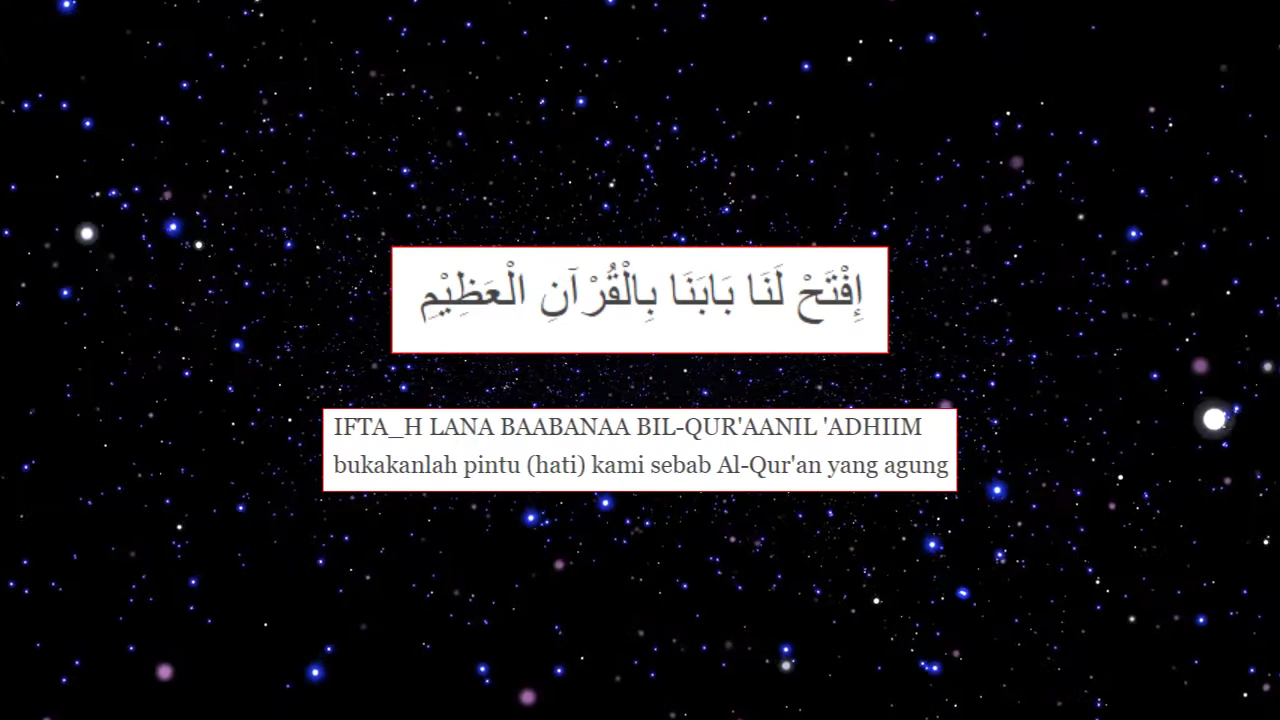 إِفْتَحْ لَنَا بَابَنَا بِالْقُرْآنِ الْعَظِيْمِ
IFTA_H LANA BAABANAA BIL-QUR'AANIL 'ADHIIM
bukakanlah pintu (hati) kami sebab Al-Qur'an yang agung